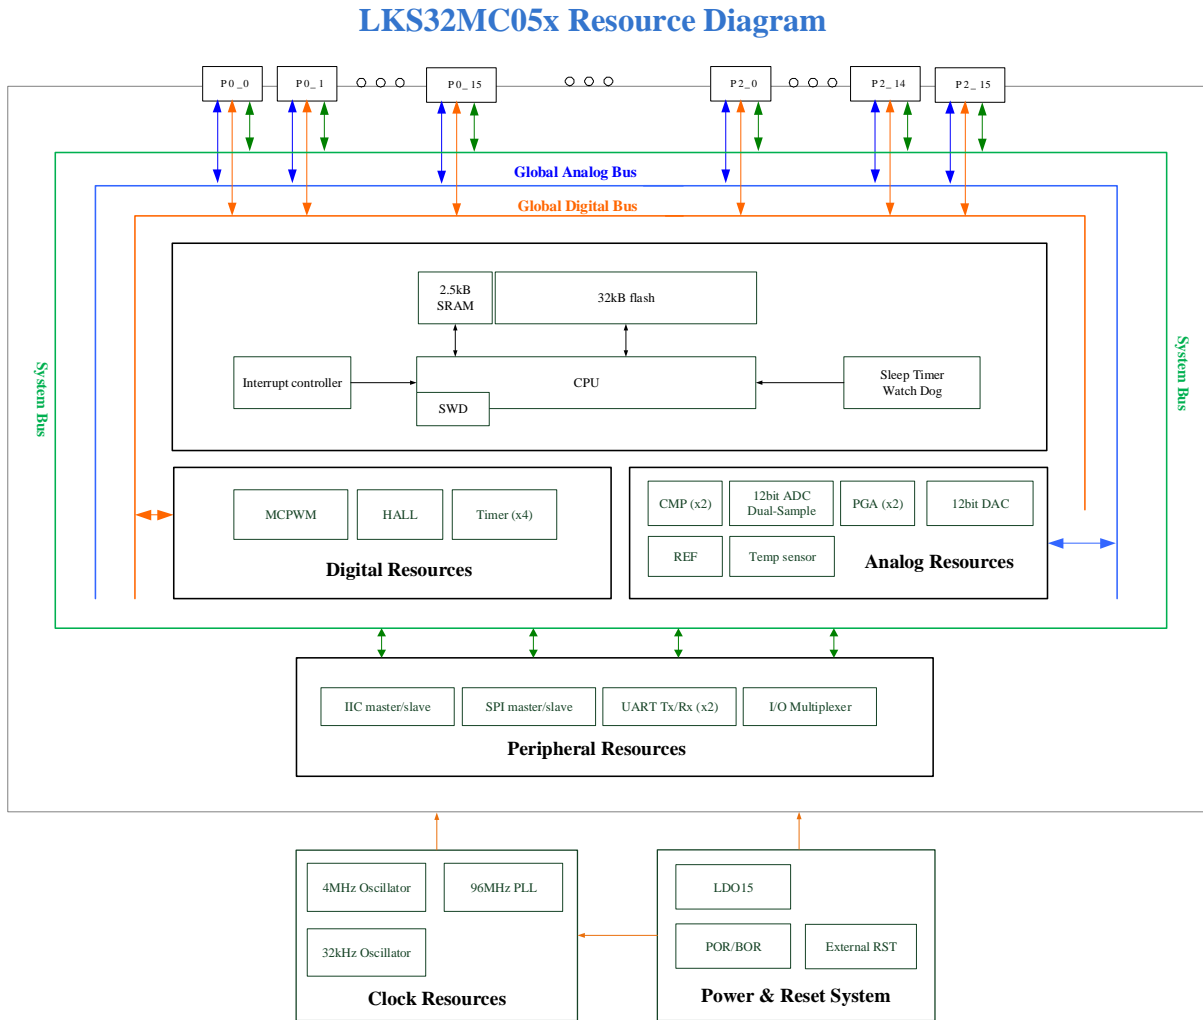 LKS32MC05x Resource Diagram
P0_0
P0_1
P0_15
P2_0
P2_14
P2_15
Global Analog Bus
Global Digital Bus
2.5kB
SRAM
32kB flash
System Bus
System Bus
Interrupt controller
CPU
SWD
Sleep Timer
Watch Dog
MCPWM
HALL
Timer (x4)
Digital Resources
CMP (x2)
12bit ADC
Dual-Sample
PGA (x2)
12bit DAC
REF
Temp sensor
Analog Resources
IIC master/slave
SPI master/slave
UART Tx/Rx (x2)
I/O Multiplexer
Peripheral Resources
4MHz Oscillator
96MHz PLL
32kHz Oscillator
Clock Resources
LDO15
POR/BOR
External RST
Power & Reset System